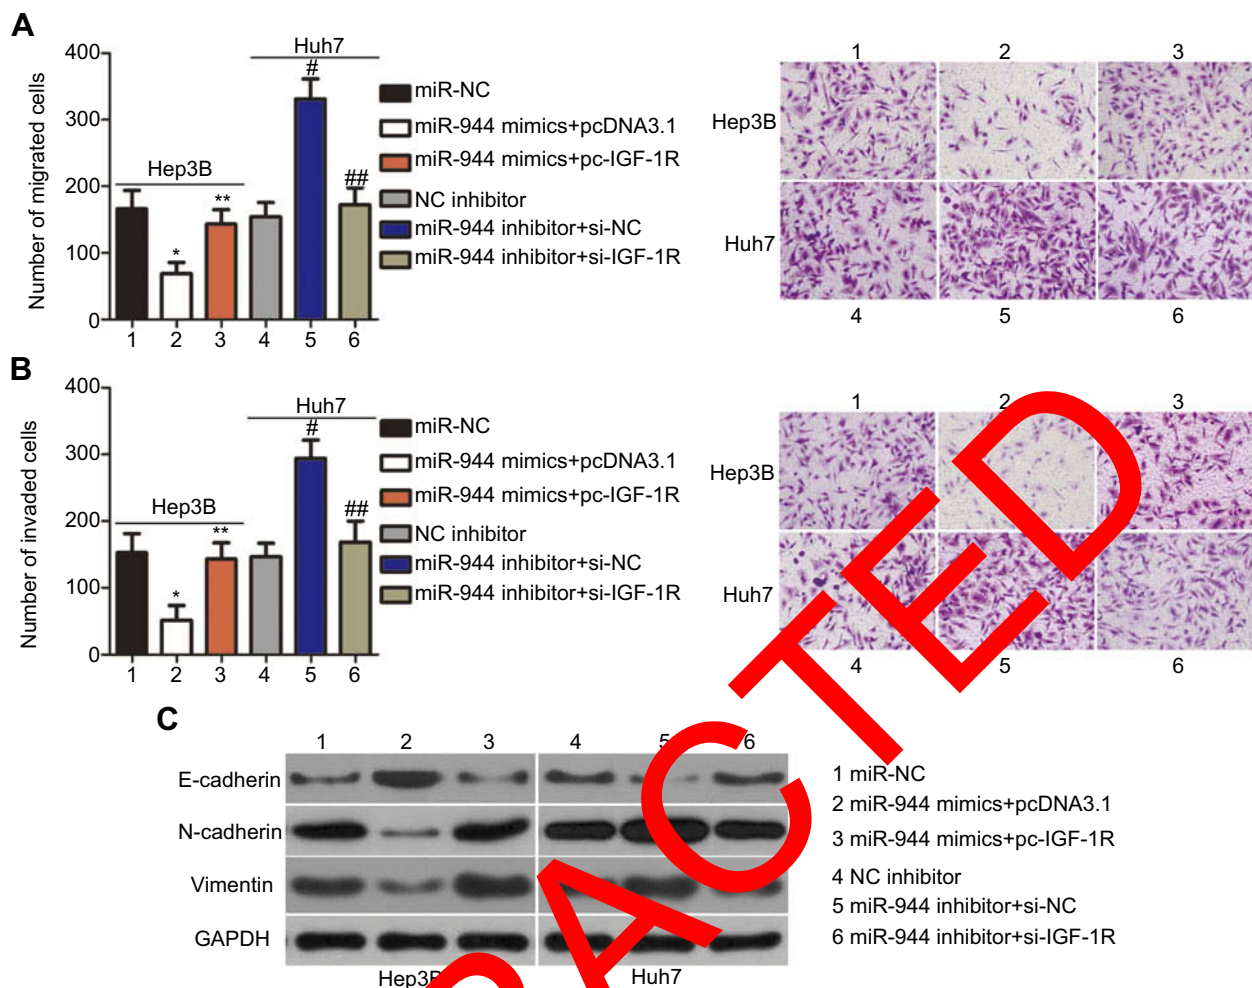 A
Number of migrated cells
400
300
200
100
0
Hep3B
Huh7
*
**
#
##
1 2 3 4 5 6
miR-NC
miR-944 mimics+pcDNA3.1
miR-944 mimics+pc-IGF-1R
NC inhibitor
miR-944 inhibitor+si-NC
miR-944 inhibitor+si-IGF-1R
1 2 3
Hep3B
Huh7
4 5 6
B
Number of invaded cells
400
300
200
100
0
Hep3B
Huh7
*
**
#
##
1 2 3 4 5 6
miR-NC
miR-944 mimics+pcDNA3.1
miR-944 mimics+pc-IGF-1R
NC inhibitor
miR-944 inhibitor+si-NC
miR-944 inhibitor+si-IGF-1R
1 2 3
Hep3B
Huh7
4 5 6
C
1 2 3 4 5 6
E-cadherin
N-cadherin
Vimentin
GAPDH
Hep3B Huh7
1 miR-NC
2 miR-944 mimics+pcDNA3.1
3 miR-944 mimics+pc-IGF-1R
4 NC inhibitor
5 miR-944 inhibitor+si-NC
6 miR-944 inhibitor+si-IGF-1R
RACTED